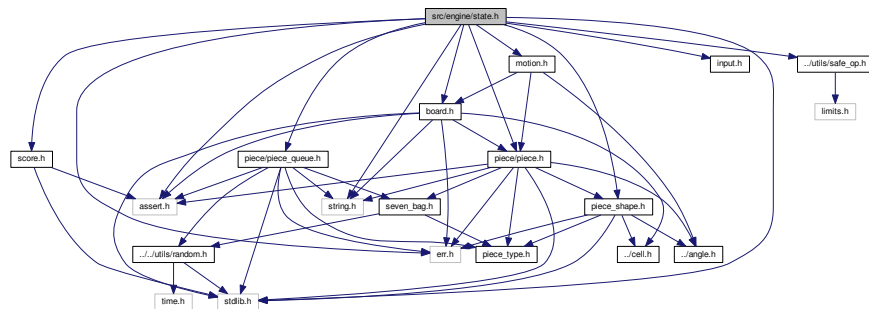 src/engine/state.h
motion.h
input.h
../utils/safe_op.h
board.h
limits.h
score.h
piece/piece_queue.h
piece/piece.h
assert.h
string.h
seven_bag.h
piece_shape.h
../../utils/random.h
err.h
piece_type.h
../cell.h
../angle.h
time.h
stdlib.h